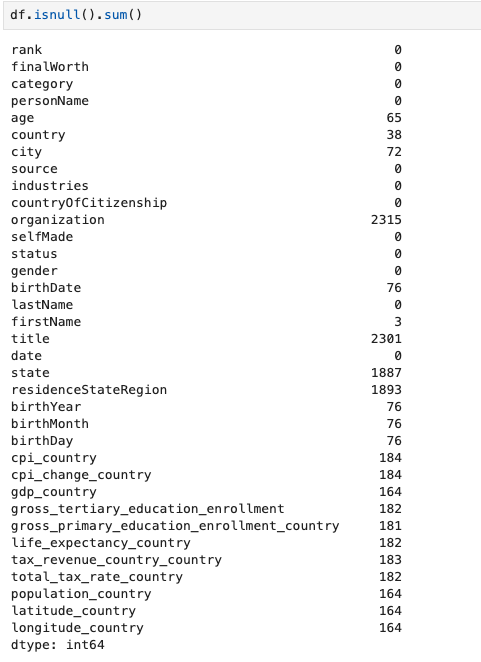 df.isnull().sum()
rank 0
finalWorth 0
category 0
personName 0
age 65
country 38
city 72
source 0
industries 0
countryOfCitizenship 0
organization 2315
selfMade 0
status 0
gender 0
birthDate 76
lastName 0
firstName 3
title 2301
date 0
state 1887
residenceStateRegion 1893
birthYear 76
birthMonth 76
birthDay 76
cpi_country 184
cpi_change_country 184
gdp_country 164
gross_tertiary_education_enrollment 182
gross_primary_education_enrollment_country 181
life_expectancy_country 182
tax_revenue_country_country 183
total_tax_rate_country 182
population_country 164
latitude_country 164
longitude_country 164
dtype: int64